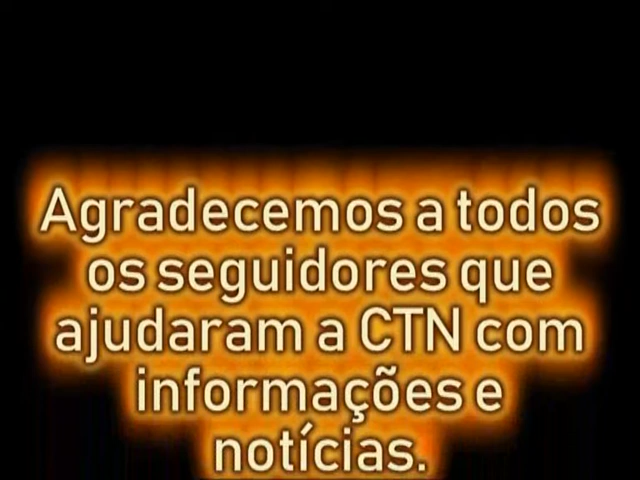 Agradecemos a todos
os seguidores que
ajudaram a CTN com
informações e
notícias.